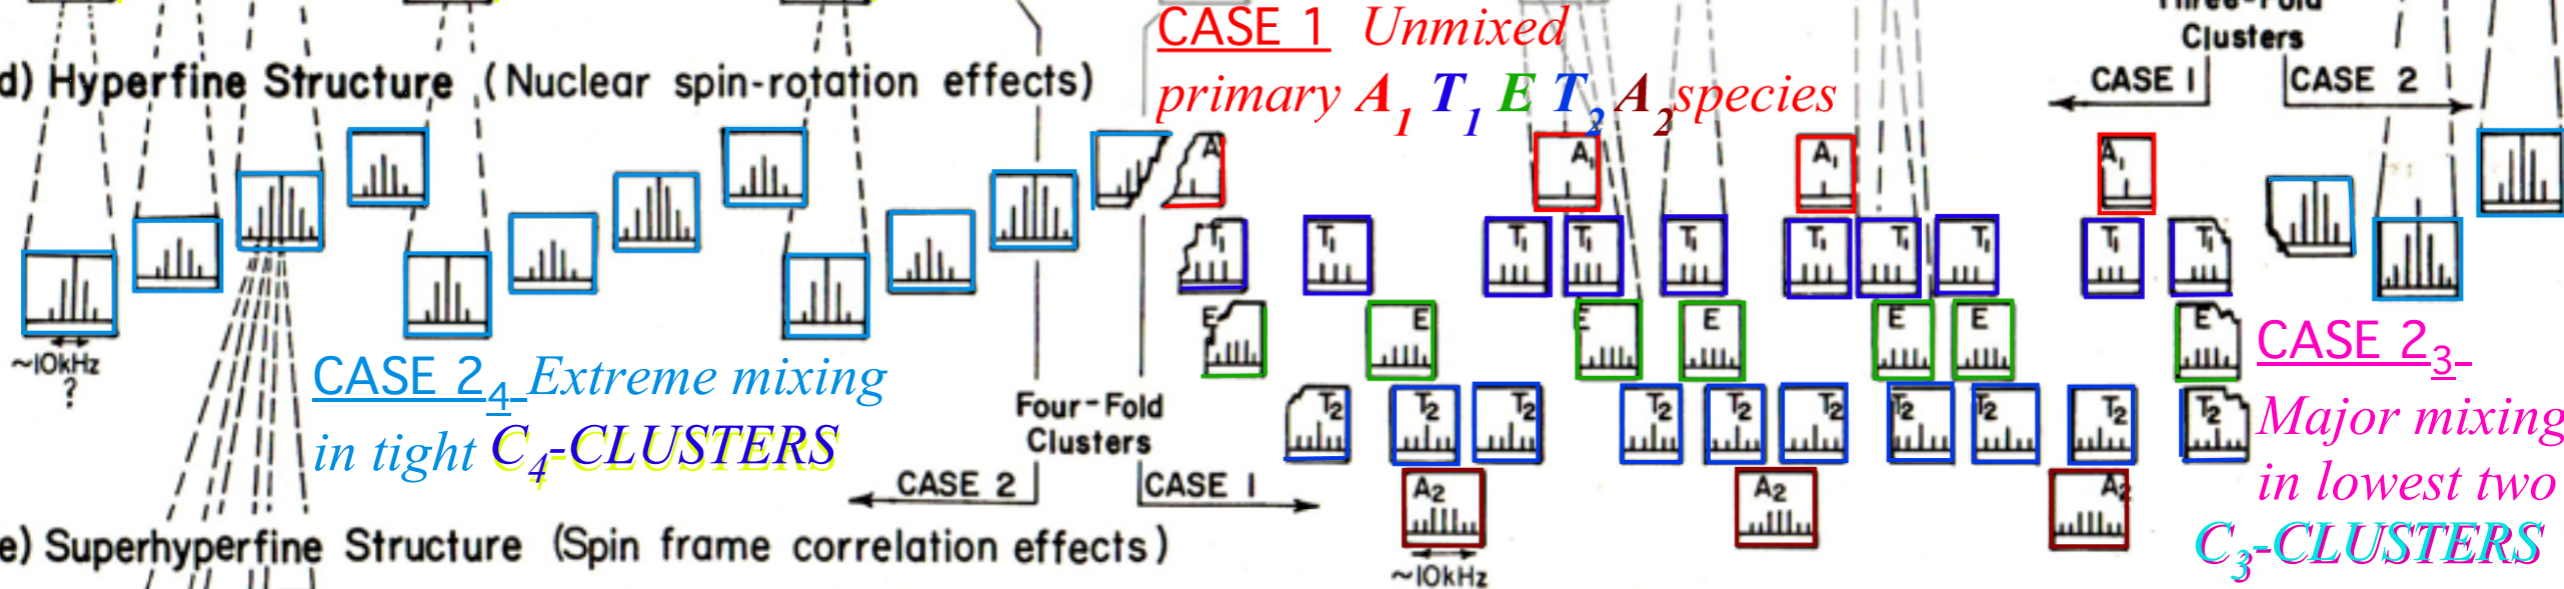 Three-Fold
Clusters
CASE 1 Unmixed
primary A1 T1 E T2 A2 species
d) Hyperfine Structure (Nuclear spin-rotation effects)
CASE I CASE 2
A A1 A1 A1
T1 T1 T1 T1 T1 T1 T1 T1 T1 T1
E E E E E E E
~10kHz
?
CASE 24 Extreme mixing
in tight C4-CLUSTERS
CASE 23
Major mixing
in lowest two
C3-CLUSTERS
T2 T2 T2 T2 T2 T2 T2 T2 T2 T2
Four-Fold
Clusters
CASE 2 CASE I
A2 A2 A2
~10kHz
e) Superhyperfine Structure (Spin frame correlation effects)